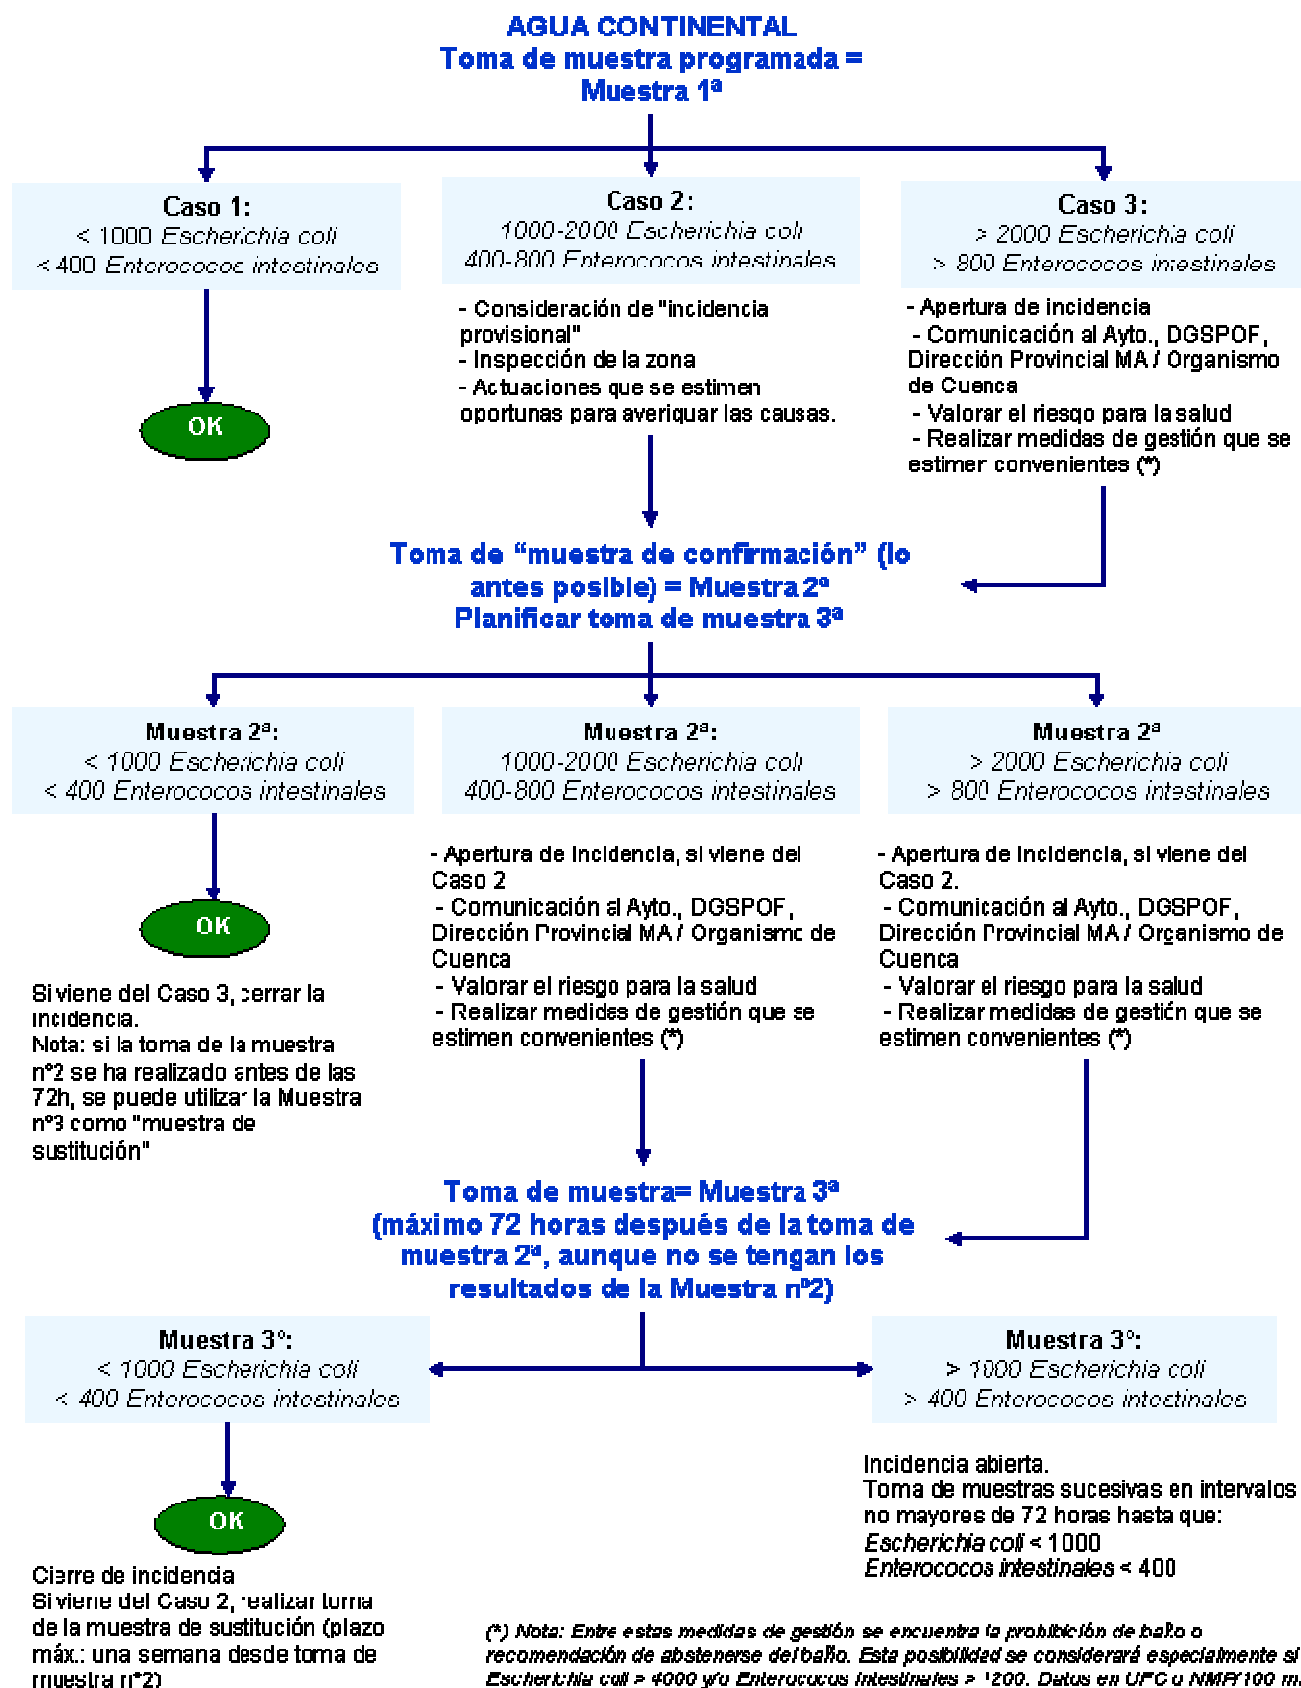 AGUA CONTINENTAL
Toma de muestra programada =
Muestra 1ª
Caso 1:
< 1000 Escherichia coli
< 400 Enterococos intestinales
Caso 2:
1000-2000 Escherichia coli
400-800 Enterococos intestinales
Caso 3:
> 2000 Escherichia coli
> 800 Enterococos intestinales
OK
- Consideración de "incidencia
provisional"
- Inspección de la zona
- Actuaciones que se estimen
oportunas para averiguar las causas.
- Apertura de incidencia
- Comunicación al Ayto., DGSPOF,
Dirección Provincial MA / Organismo
de Cuenca
- Valorar el riesgo para la salud
- Realizar medidas de gestión que se
estimen convenientes (*)
Toma de “muestra de confirmación” (lo
antes posible) = Muestra 2ª
Planificar toma de muestra 3ª
Muestra 2ª:
< 1000 Escherichia coli
< 400 Enterococos intestinales
Muestra 2ª:
1000-2000 Escherichia coli
400-800 Enterococos intestinales
Muestra 2ª
> 2000 Escherichia coli
> 800 Enterococos intestinales
OK
Si viene del Caso 3, cerrar la
incidencia.
Nota: si la toma de la muestra
nº2 se ha realizado antes de las
72h, se puede utilizar la Muestra
nº3 como "muestra de
sustitución"
- Apertura de incidencia, si viene del
Caso 2
- Comunicación al Ayto., DGSPOF,
Dirección Provincial MA / Organismo de
Cuenca
- Valorar el riesgo para la salud
- Realizar medidas de gestión que se
estimen convenientes (*)
- Apertura de incidencia, si viene del
Caso 2.
- Comunicación al Ayto., DGSPOF,
Dirección Provincial MA / Organismo de
Cuenca
- Valorar el riesgo para la salud
- Realizar medidas de gestión que se
estimen convenientes (*)
Toma de muestra= Muestra 3ª
(máximo 72 horas después de la toma de
muestra 2ª, aunque no se tengan los
resultados de la Muestra nº2)
Muestra 3º:
< 1000 Escherichia coli
< 400 Enterococos intestinales
Muestra 3º:
> 1000 Escherichia coli
> 400 Enterococos intestinales
OK
Cierre de incidencia
Si viene del Caso 2, realizar toma
de la muestra de sustitución (plazo
máx.: una semana desde toma de
muestra nº2)
Incidencia abierta.
Toma de muestras sucesivas en intervalos
no mayores de 72 horas hasta que:
Escherichia coli < 1000
Enterococos intestinales < 400
(*) Nota: Entre estas medidas de gestión se encuentra la prohibición de baño o
recomendación de abstenerse del baño. Esta posibilidad se considerará especialmente si
Escherichia coli > 4000 y/o Enterococos intestinales > 1200. Datos en UFC o NMP/100 ml.